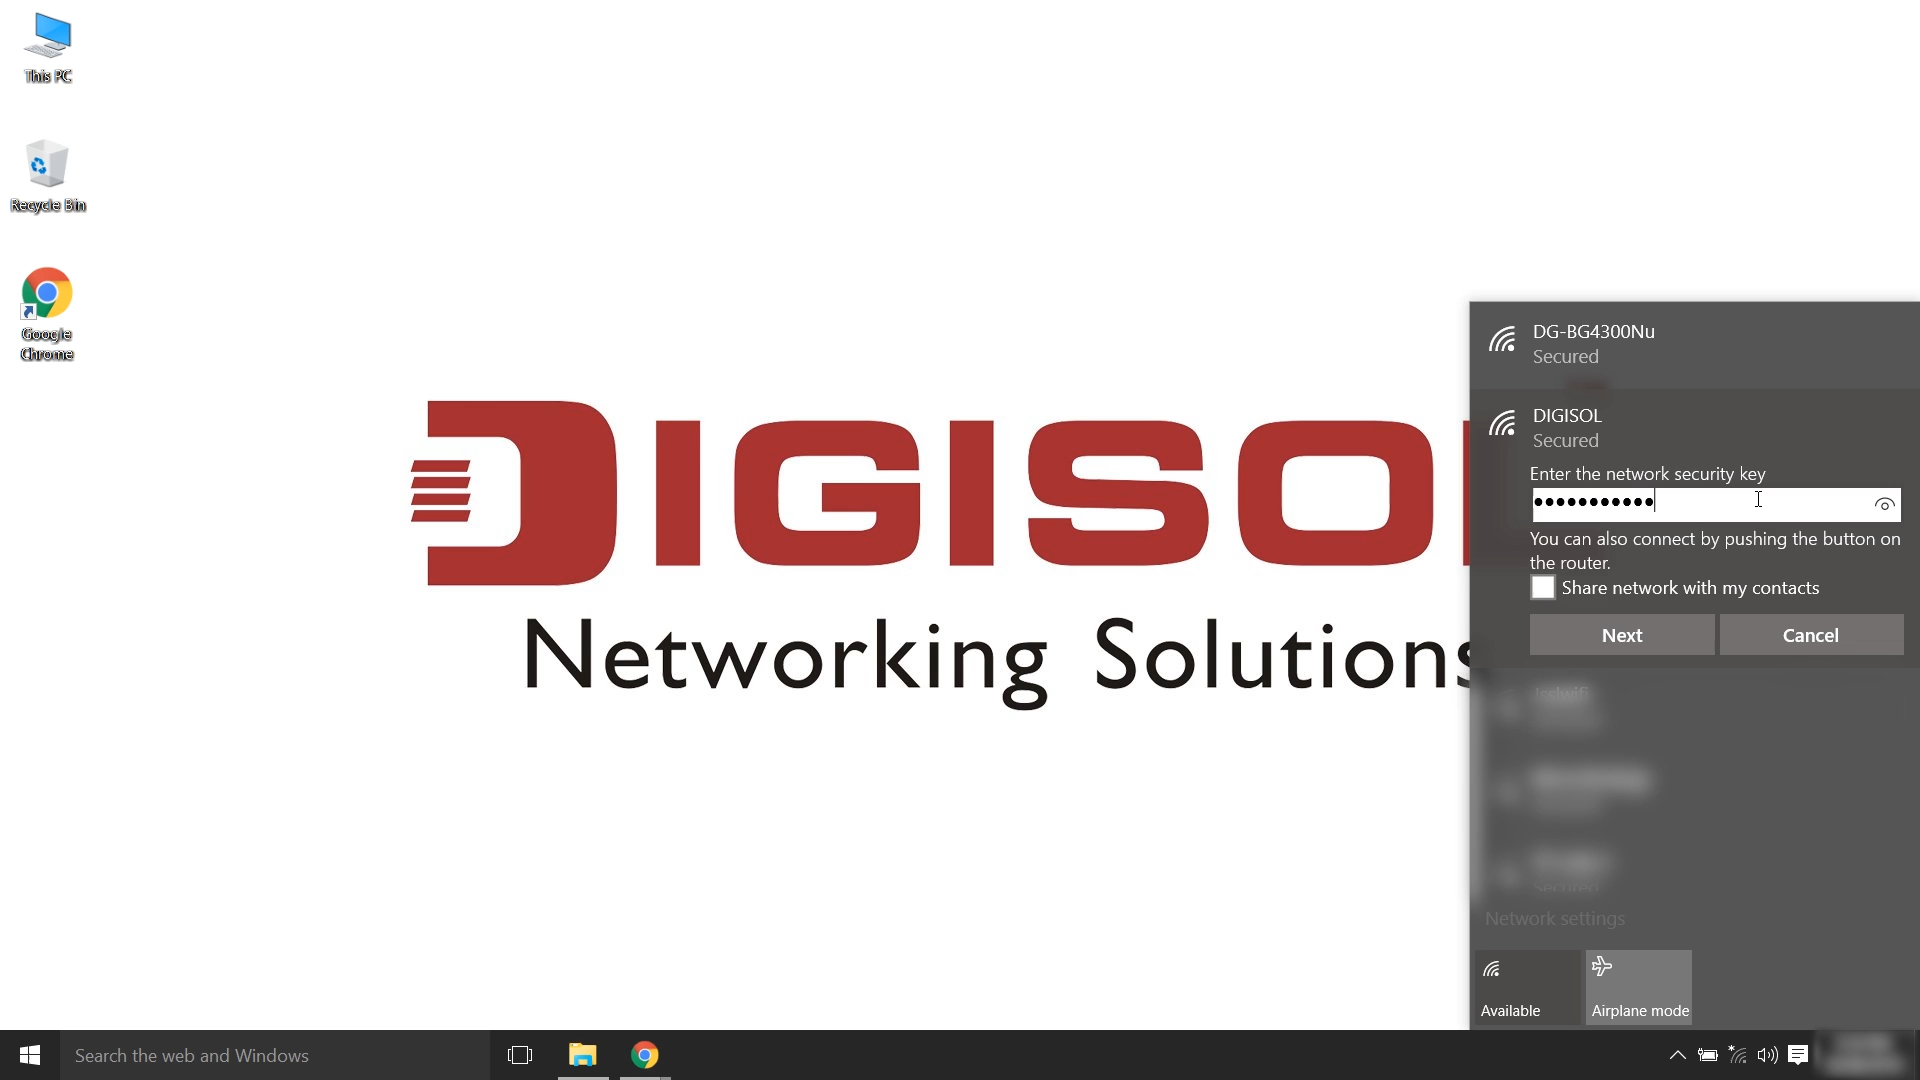 This PC
Recycle Bin
Google
Chrome
DIGISOL
Networking Solutions
DG-BG4300Nu
Secured
DIGISOL
Secured
Enter the network security key
●●●●●●●●●●●
You can also connect by pushing the button on
the router.
Share network with my contacts
Next
Cancel
Secured
Network settings
Available
Airplane mode
Search the web and Windows